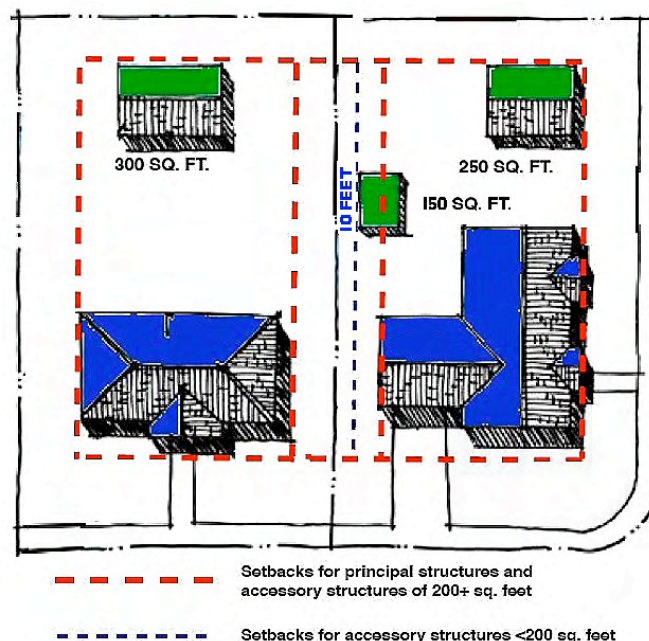 300 SQ. FT.
250 SQ. FT.
10 FEET
150 SQ. FT.
Setbacks for principal structures and
accessory structures of 200+ sq. feet
Setbacks for accessory structures <200 sq. feet